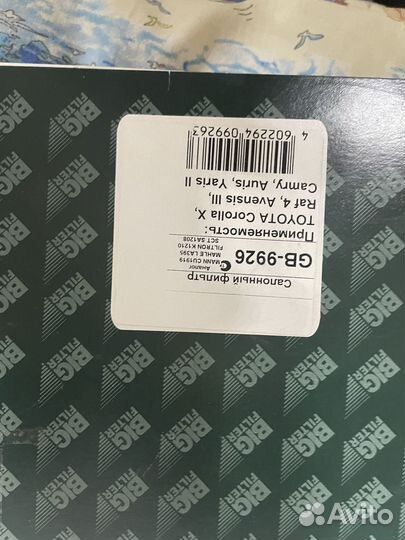 Салонный фильтр
GB-9926
Аналог
MANN CU1919
MAHLE LA395
FILTRON K1210
SCT SA1208
Применяемость:
TOYOTA Corolla X,
Raf 4, Avensis III,
Camry, Auris, Yaris II
4 602294 099263
BIG
FILTER
Avito